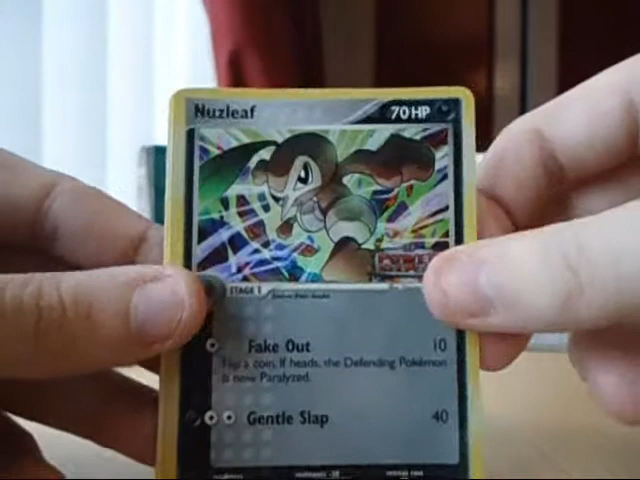 Nuzleaf 70 HP
STAGE 1
Fake Out 10
Flip a coin. If heads, the Defending Pokémon
is now Paralyzed.
Gentle Slap 40